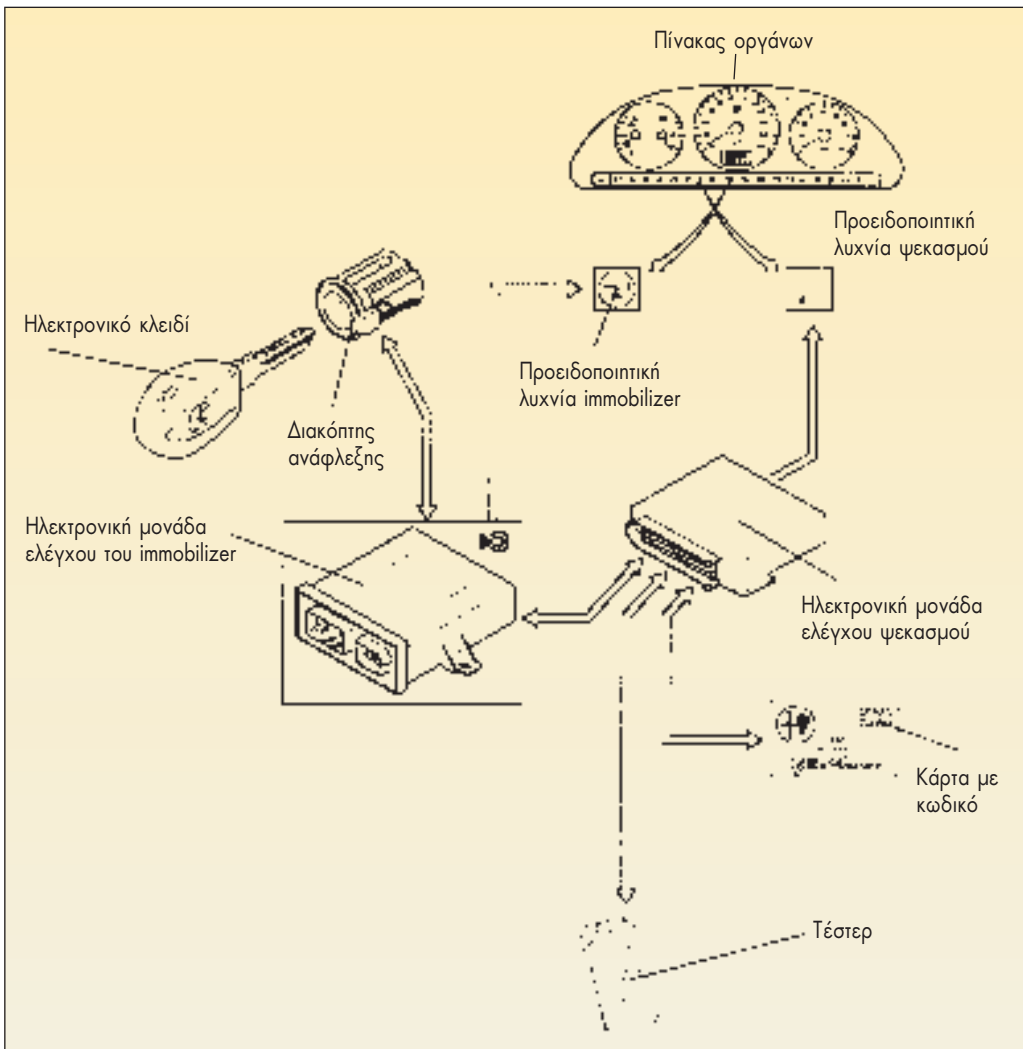 Πίνακας οργάνων
Προειδοποιητική
λυχνία ψεκασμού
Ηλεκτρονικό κλειδί
Προειδοποιητική
λυχνία immobilizer
Διακόπτης
ανάφλεξης
Ηλεκτρονική μονάδα
ελέγχου του immobilizer
Ηλεκτρονική μονάδα
ελέγχου ψεκασμού
Κάρτα με
κωδικό
Τέστερ